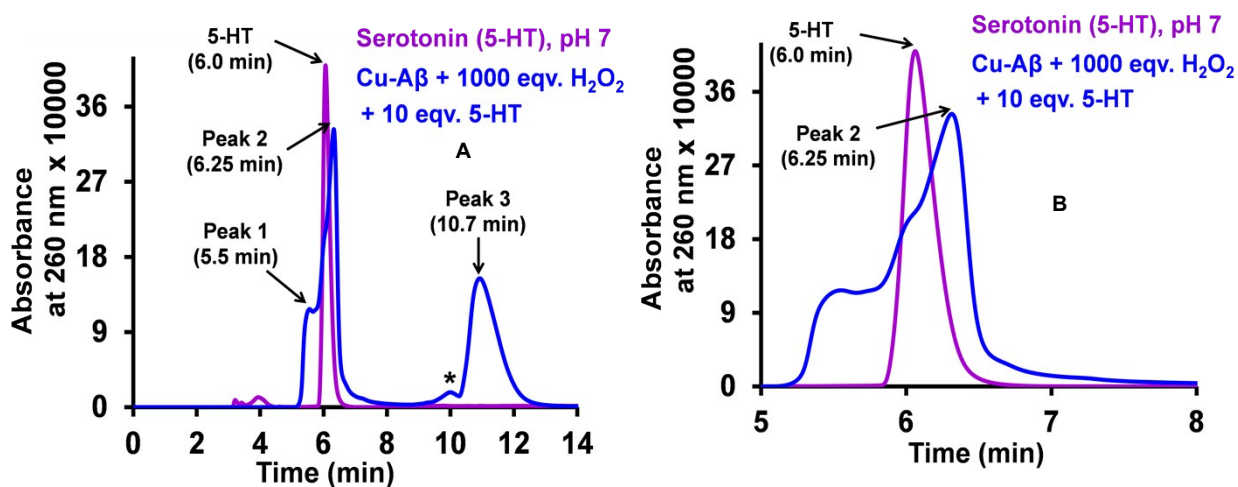 5-HT
(6.0 min)
Serotonin (5-HT), pH 7
Cu-Aβ + 1000 eqv. H₂O₂
+ 10 eqv. 5-HT
Peak 2
(6.25 min)
A
Peak 1
(5.5 min)
Peak 3
(10.7 min)
*
Absorbance
at 260 nm x 10000
36
27
18
9
0
0 2 4 6 8 10 12 14
Time (min)
5-HT
(6.0 min)
Serotonin (5-HT), pH 7
Cu-Aβ + 1000 eqv. H₂O₂
+ 10 eqv. 5-HT
Peak 2
(6.25 min)
B
Absorbance
at 260 nm x 10000
36
27
18
9
0
5 6 7 8
Time (min)